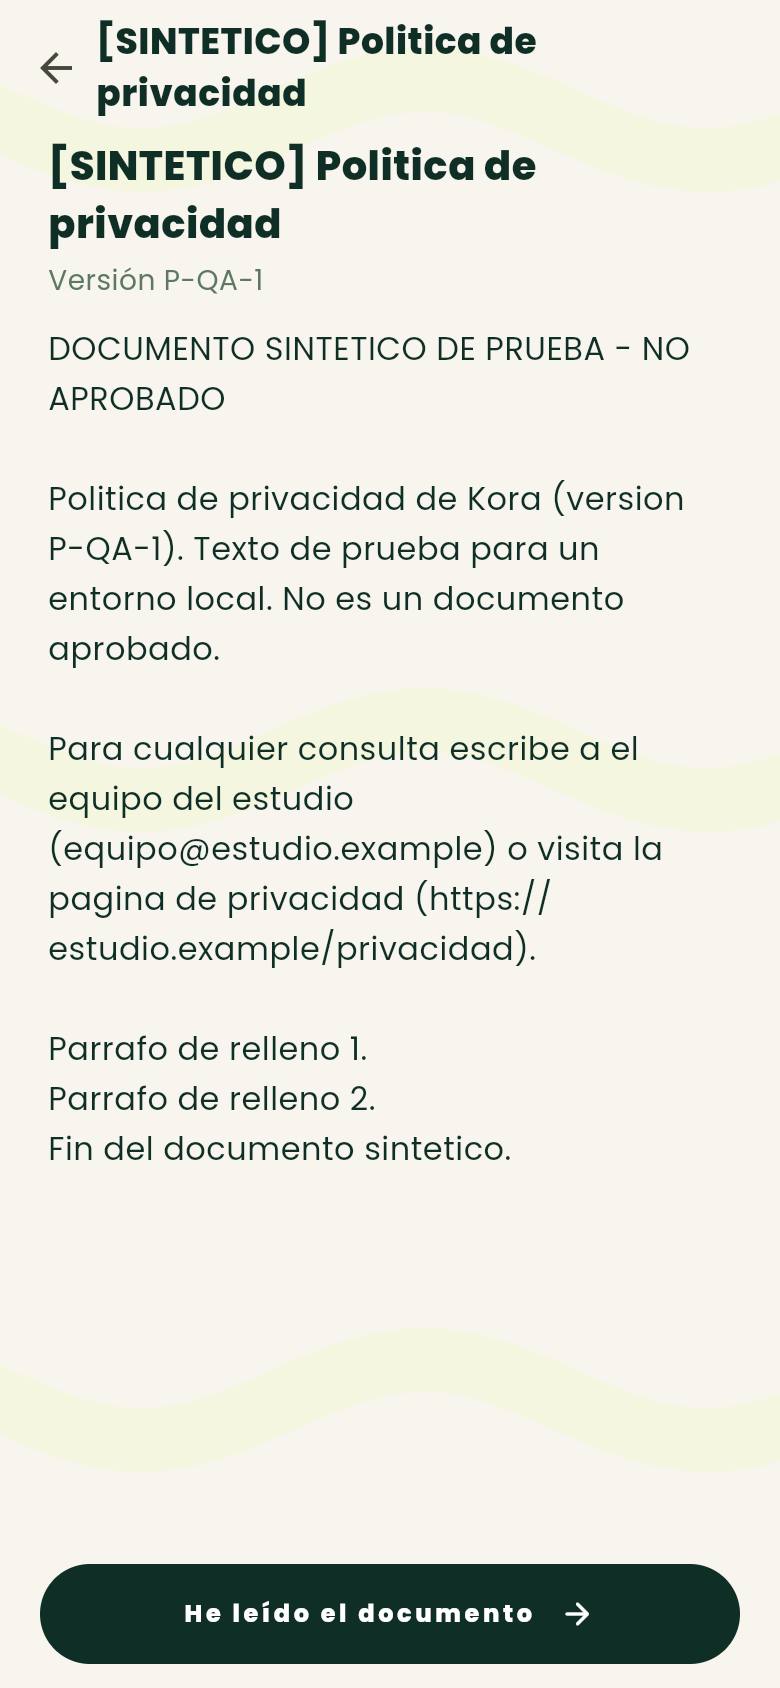 [SINTETICO] Politica de
privacidad
[SINTETICO] Politica de
privacidad
Versión P-QA-1
DOCUMENTO SINTETICO DE PRUEBA - NO
APROBADO
Politica de privacidad de Kora (version
P-QA-1). Texto de prueba para un
entorno local. No es un documento
aprobado.
Para cualquier consulta escribe a el
equipo del estudio
(equipo@estudio.example) o visita la
pagina de privacidad (https://
estudio.example/privacidad).
Parrafo de relleno 1.
Parrafo de relleno 2.
Fin del documento sintetico.
He leído el documento